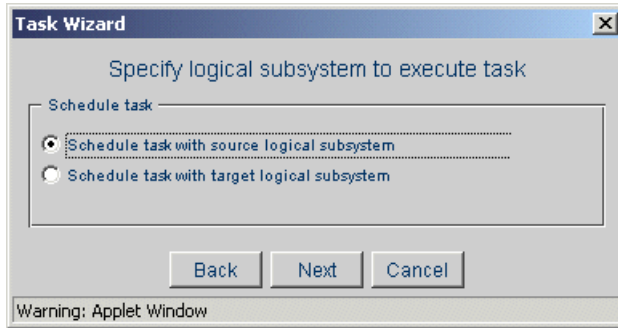 Task Wizard
Specify logical subsystem to execute task
Schedule task
Schedule task with source logical subsystem
Schedule task with target logical subsystem
Back Next Cancel
Warning: Applet Window